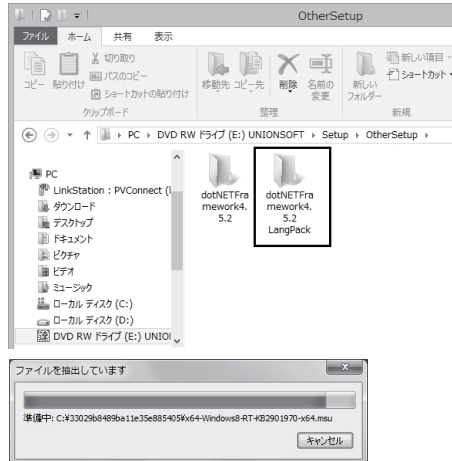 OtherSetup
ファイル ホーム 共有 表示
コピー 貼り付け
切り取り
パスのコピー
ショートカットの貼り付け
クリップボード
移動先 コピー先 削除 名前の変更
整理
新しいフォルダー
新しい項目
ショートカット
新規
PC ▸ DVD RW ドライブ (E:) UNIONSOFT ▸ Setup ▸ OtherSetup ▸
PC
LinkStation : PVConnect (l
ダウンロード
デスクトップ
ドキュメント
ピクチャ
ビデオ
ミュージック
ローカル ディスク (C:)
ローカル ディスク (D:)
DVD RW ドライブ (E:) UNIO
dotNETFra
mework4.
5.2
dotNETFra
mework4.
5.2
LangPack
ファイルを抽出しています
準備中: C:¥33029b8489ba11e35e885405¥x64-Windows8-RT-KB2901970-x64.msu
キャンセル